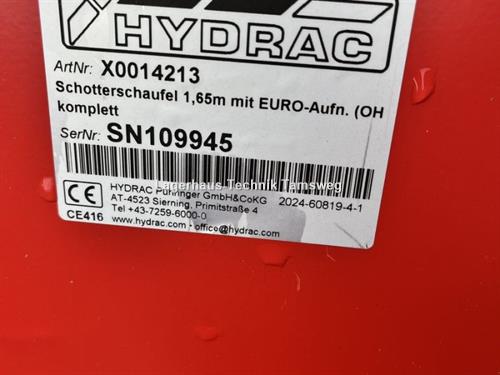 HYDRAC
ArtNr: X0014213
Schotterschaufel 1,65m mit EURO-Aufn. (OH
komplett
SerNr: SN109945
HYDRAC Pühringer GmbH&CoKG
Lagerhaus-Technik Tamsweg
AT-4523 Sierning, Primitstraße 4
2024-60819-4-1
Tel +43-7259-6000-0
CE
CE416
www.hydrac.com • office@hydrac.com